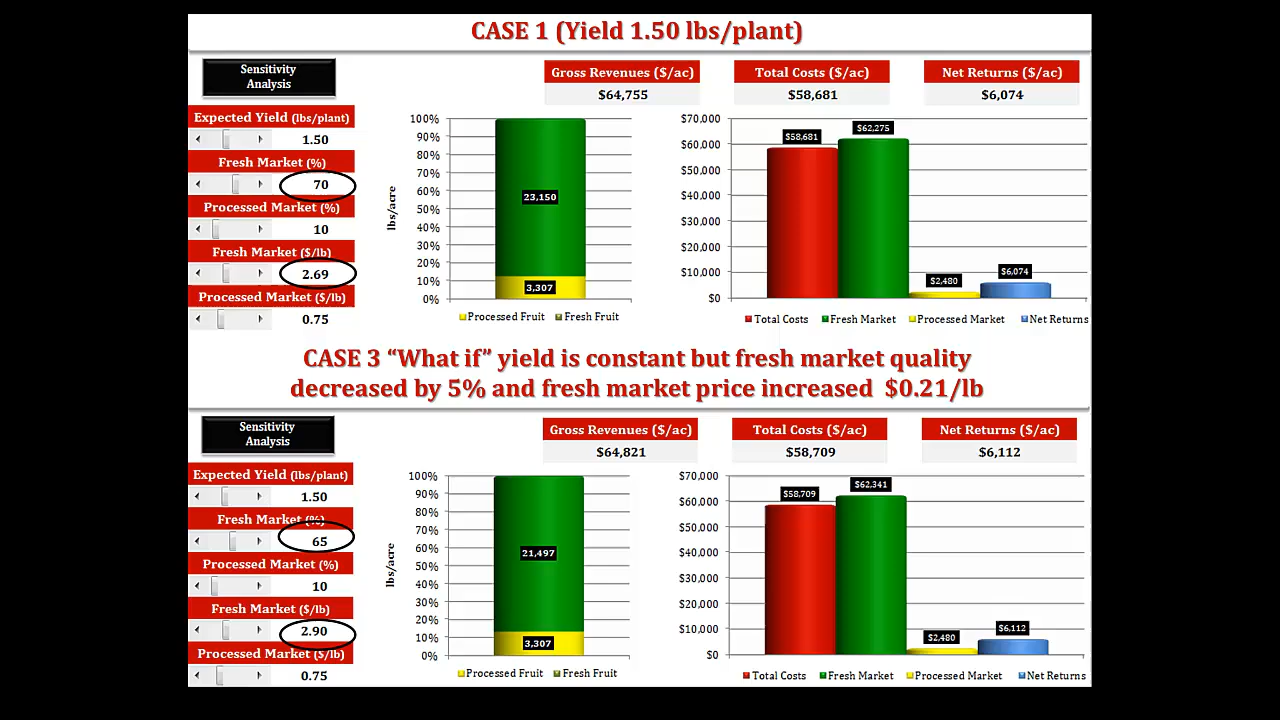 CASE 1 (Yield 1.50 lbs/plant)
Sensitivity
Analysis
Gross Revenues ($/ac)
Total Costs ($/ac)
Net Returns ($/ac)
$64,755
$58,681
$6,074
Expected Yield (lbs/plant)
1.50
Fresh Market (%)
70
Processed Market (%)
10
Fresh Market ($/lb)
2.69
Processed Market ($/lb)
0.75
100%
90%
80%
70%
60%
50%
40%
30%
20%
10%
0%
lbs/acre
23,150
3,307
Processed Fruit
Fresh Fruit
$70,000
$60,000
$50,000
$40,000
$30,000
$20,000
$10,000
$0
$58,681
$62,275
$2,480
$6,074
Total Costs
Fresh Market
Processed Market
Net Returns
CASE 3 “What if” yield is constant but fresh market quality
decreased by 5% and fresh market price increased $0.21/lb
Sensitivity
Analysis
Gross Revenues ($/ac)
Total Costs ($/ac)
Net Returns ($/ac)
$64,821
$58,709
$6,112
Expected Yield (lbs/plant)
1.50
Fresh Market (%)
65
Processed Market (%)
10
Fresh Market ($/lb)
2.90
Processed Market ($/lb)
0.75
100%
90%
80%
70%
60%
50%
40%
30%
20%
10%
0%
lbs/acre
21,497
3,307
Processed Fruit
Fresh Fruit
$70,000
$60,000
$50,000
$40,000
$30,000
$20,000
$10,000
$0
$58,709
$62,341
$2,480
$6,112
Total Costs
Fresh Market
Processed Market
Net Returns